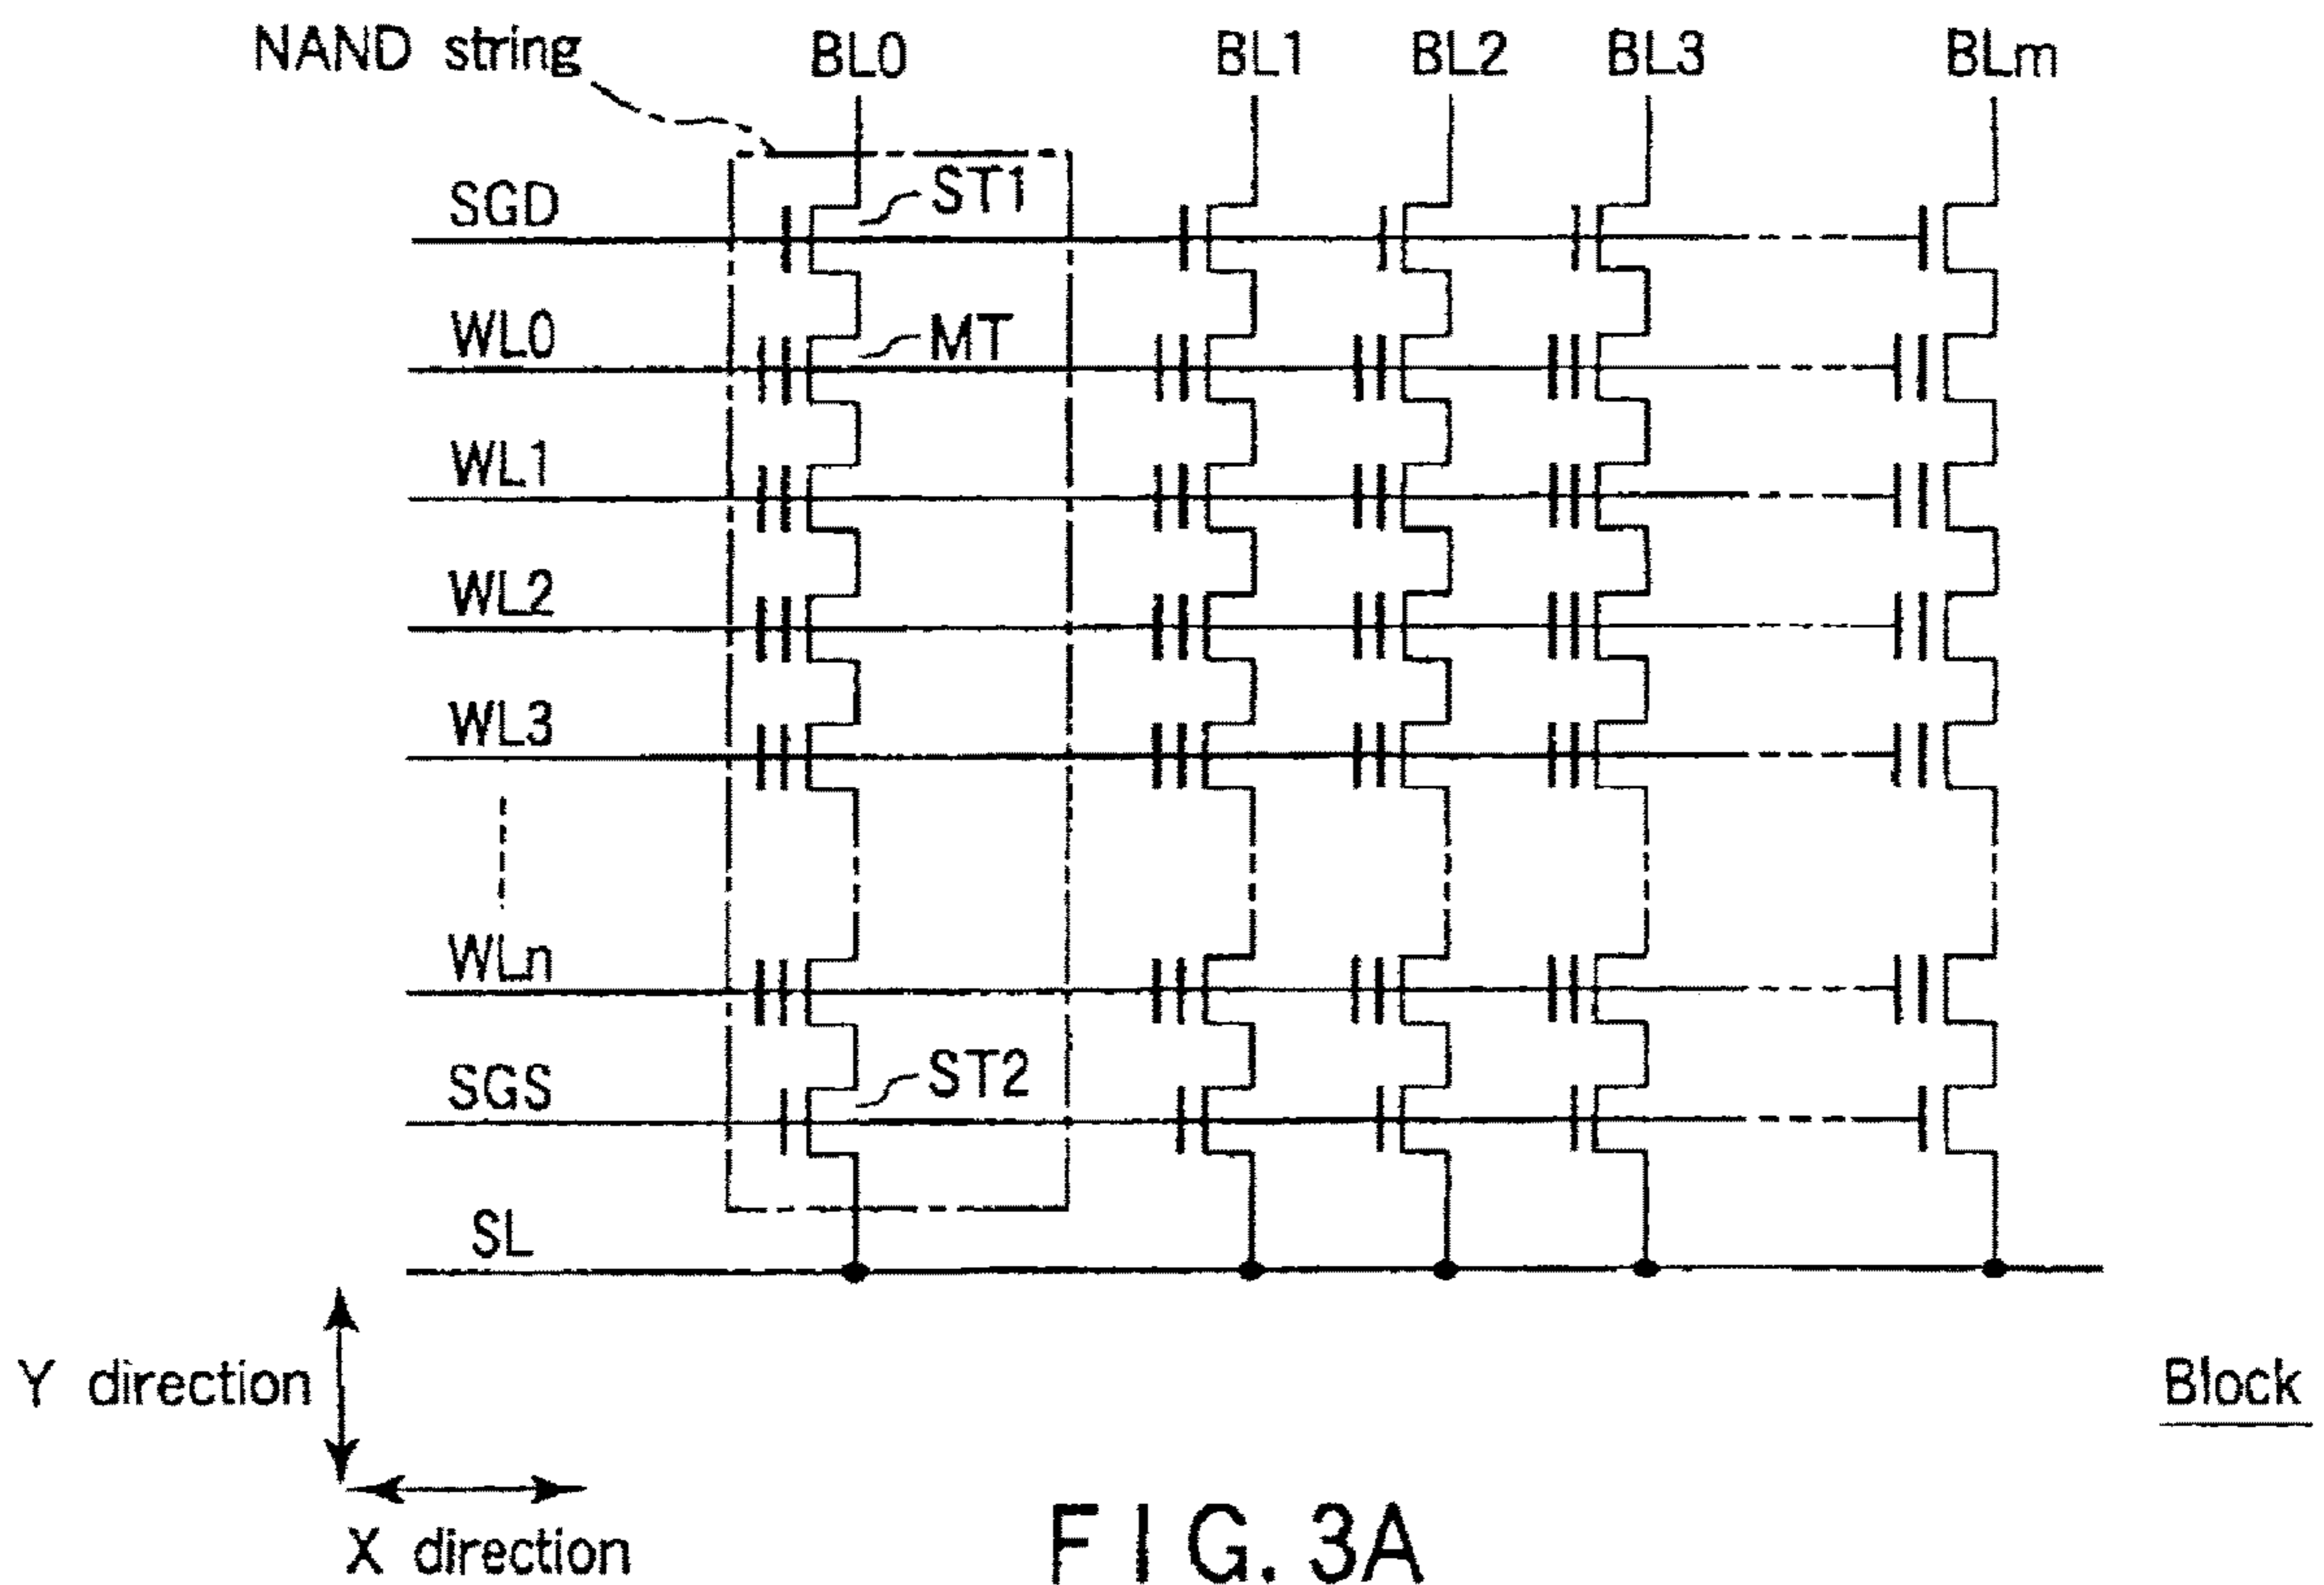 NAND string
BL0 BL1 BL2 BL3 BLm
SGD
ST1
WL0
MT
WL1
WL2
WL3
WLn
SGS
ST2
SL
Y direction
X direction
Block
FIG. 3A